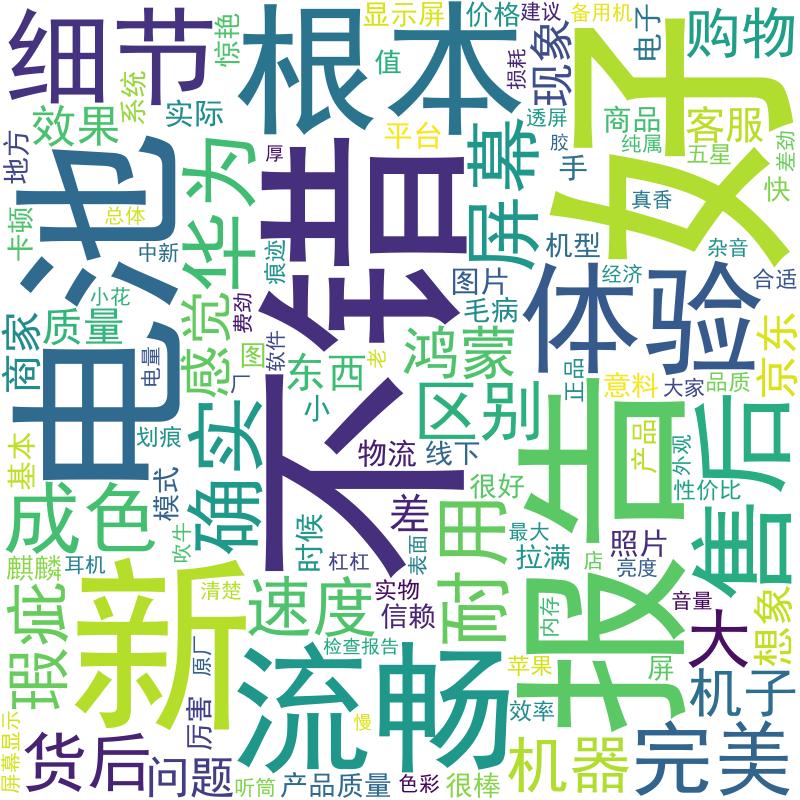 细节
惊艳
根本
显示屏
价格
建议
备用机
现象
电子
好
购物
效果
系统
实际
值
损耗
透屏
商品
客服
平台
地方
胶
纯属
五星
差劲
电池
华为
厚
不错
屏幕
手
女
真香
快
卡顿
总体
中新
痕迹
图片
机型
杂音
小花
费劲
毛病
体验
经济
合适
商家
质量
感觉
电量
囡
软件
老
东西
鸿蒙
区别
正品
意料
大家
品质
京东
厂
小
划痕
确实
基本
模式
物流
线下
报告
产品
外观
性价比
售后
成色
很好
差
耐用
吹牛
时候
最大
拉满
店
照片
麒麟
耳机
杠杠
表面
亮度
新
清楚
速度
实物
信赖
内存
音量
大
想象
瑕疵
原厂
检查报告
流畅
苹果
屏
机子
屏幕显示
厉害
慢
效率
货后
问题
听筒
产品质量
色彩
很棒
机器
完美